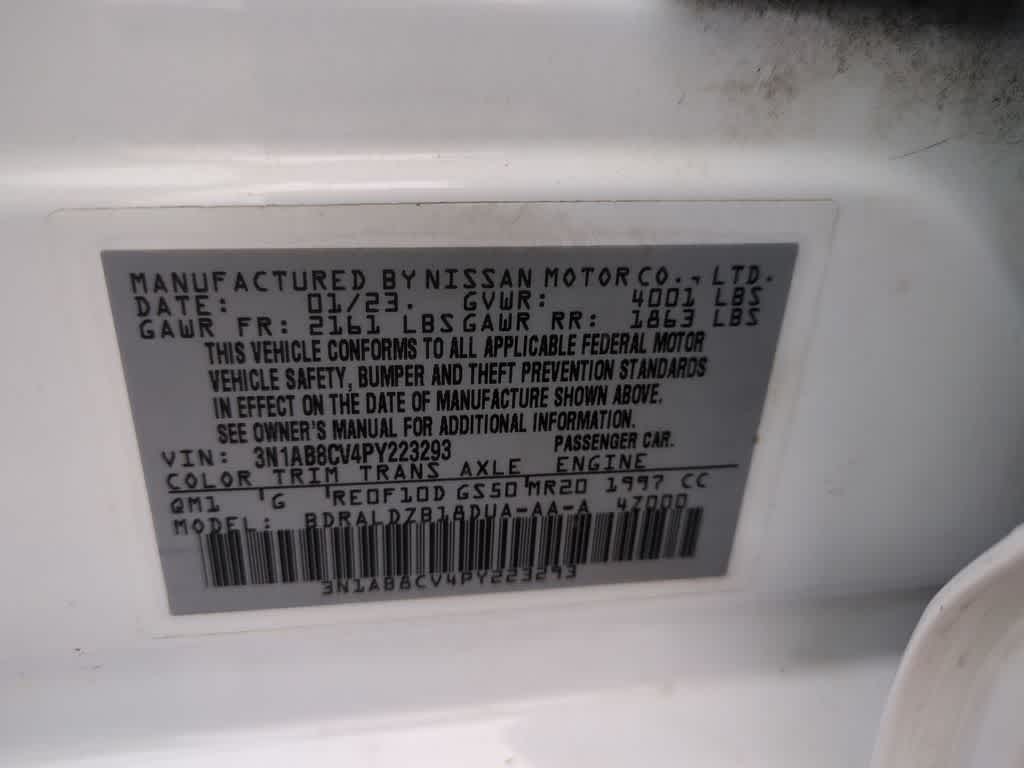 MANUFACTURED BY NISSAN MOTOR CO., LTD.
DATE: 01/23. GVWR: 4001 LBS
GAWR FR: 2161 LBS GAWR RR: 1863 LBS
THIS VEHICLE CONFORMS TO ALL APPLICABLE FEDERAL MOTOR
VEHICLE SAFETY, BUMPER AND THEFT PREVENTION STANDARDS
IN EFFECT ON THE DATE OF MANUFACTURE SHOWN ABOVE.
SEE OWNER'S MANUAL FOR ADDITIONAL INFORMATION.
VIN: 3N1AB8CV4PY223293 PASSENGER CAR.
COLOR TRIM TRANS AXLE ENGINE
QM1 G RE0F10D GS50 MR20 1997 CC
MODEL: BDRALDZB18DUA-AA-A 4Z000
3N1AB8CV4PY223293